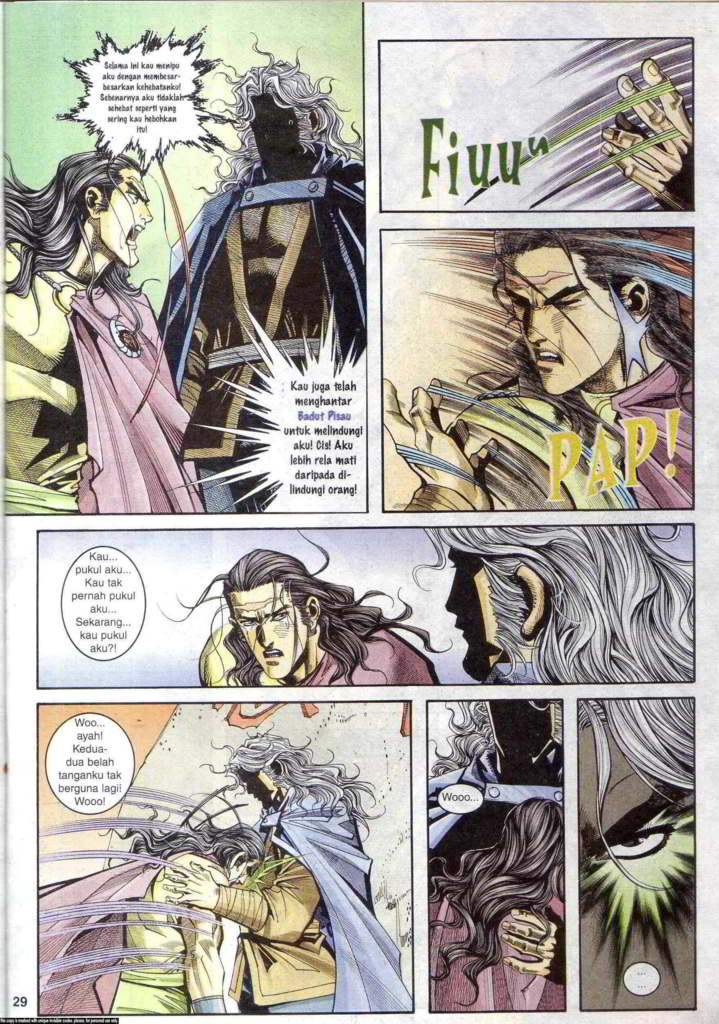 Selama ini kau menipu
aku dengan membesar-
besarkan kehebatanku!
Sebenarnya aku tidaklah
sehebat seperti yang
sering kau hebohkan
itu!
Kau juga telah
menghantar
Badut Pisau
untuk melindungi
aku! Cis! Aku
lebih rela mati
daripada di-
lindungi orang!
Fiuuu
PAP!
Kau...
pukul aku...
Kau tak
pernah pukul
aku...
Sekarang...
kau pukul
aku?!
Woo...
ayah!
Kedua-
dua belah
tanganku tak
berguna lagi!
Wooo!
Wooo...
...
...
29